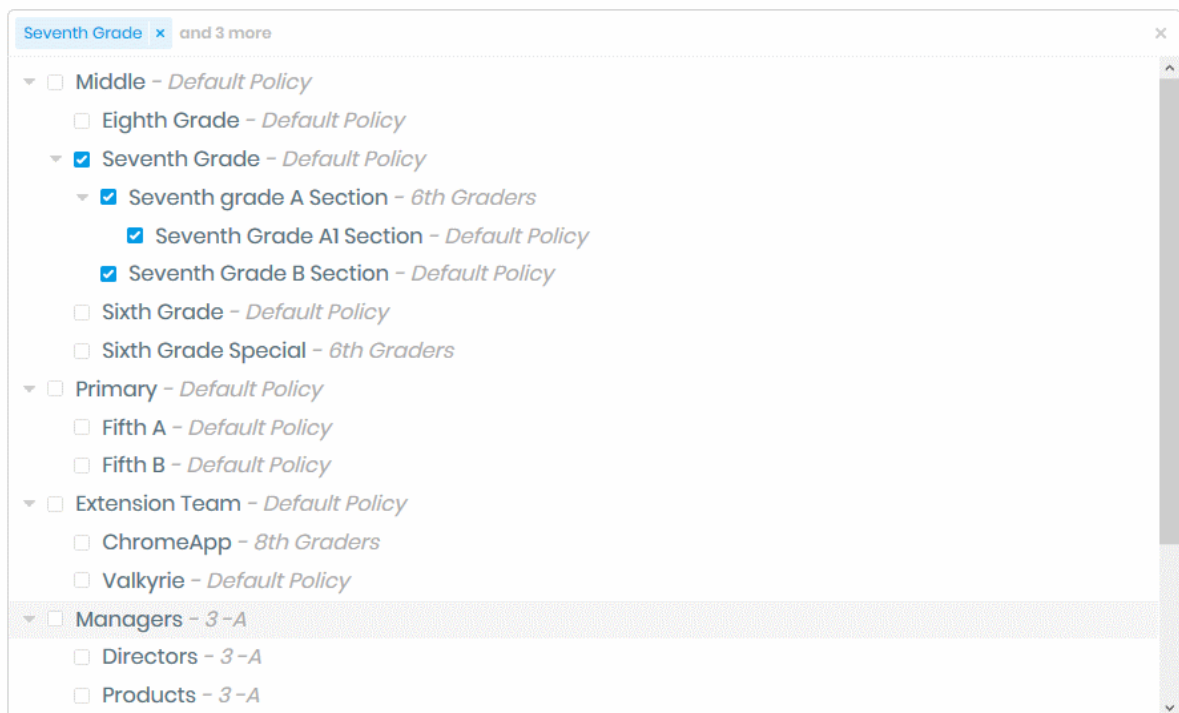 Seventh Grade × and 3 more ×
Middle - Default Policy
Eighth Grade - Default Policy
Seventh Grade - Default Policy
Seventh grade A Section - 6th Graders
Seventh Grade A1 Section - Default Policy
Seventh Grade B Section - Default Policy
Sixth Grade - Default Policy
Sixth Grade Special - 6th Graders
Primary - Default Policy
Fifth A - Default Policy
Fifth B - Default Policy
Extension Team - Default Policy
ChromeApp - 8th Graders
Valkyrie - Default Policy
Managers - 3 -A
Directors - 3 -A
Products - 3 -A